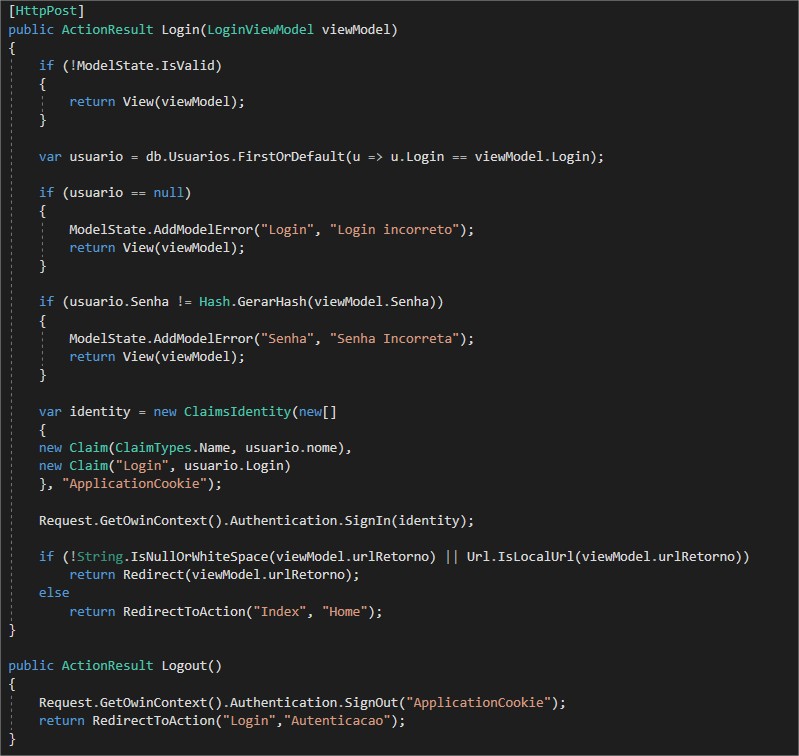 [HttpPost]
public ActionResult Login(LoginViewModel viewModel)
{
if (!ModelState.IsValid)
{
return View(viewModel);
}
var usuario = db.Usuarios.FirstOrDefault(u => u.Login == viewModel.Login);
if (usuario == null)
{
ModelState.AddModelError("Login", "Login incorreto");
return View(viewModel);
}
if (usuario.Senha != Hash.GerarHash(viewModel.Senha))
{
ModelState.AddModelError("Senha", "Senha Incorreta");
return View(viewModel);
}
var identity = new ClaimsIdentity(new[]
{
new Claim(ClaimTypes.Name, usuario.nome),
new Claim("Login", usuario.Login)
}, "ApplicationCookie");
Request.GetOwinContext().Authentication.SignIn(identity);
if (!String.IsNullOrWhiteSpace(viewModel.urlRetorno) || Url.IsLocalUrl(viewModel.urlRetorno))
return Redirect(viewModel.urlRetorno);
else
return RedirectToAction("Index", "Home");
}
public ActionResult Logout()
{
Request.GetOwinContext().Authentication.SignOut("ApplicationCookie");
return RedirectToAction("Login","Autenticacao");
}